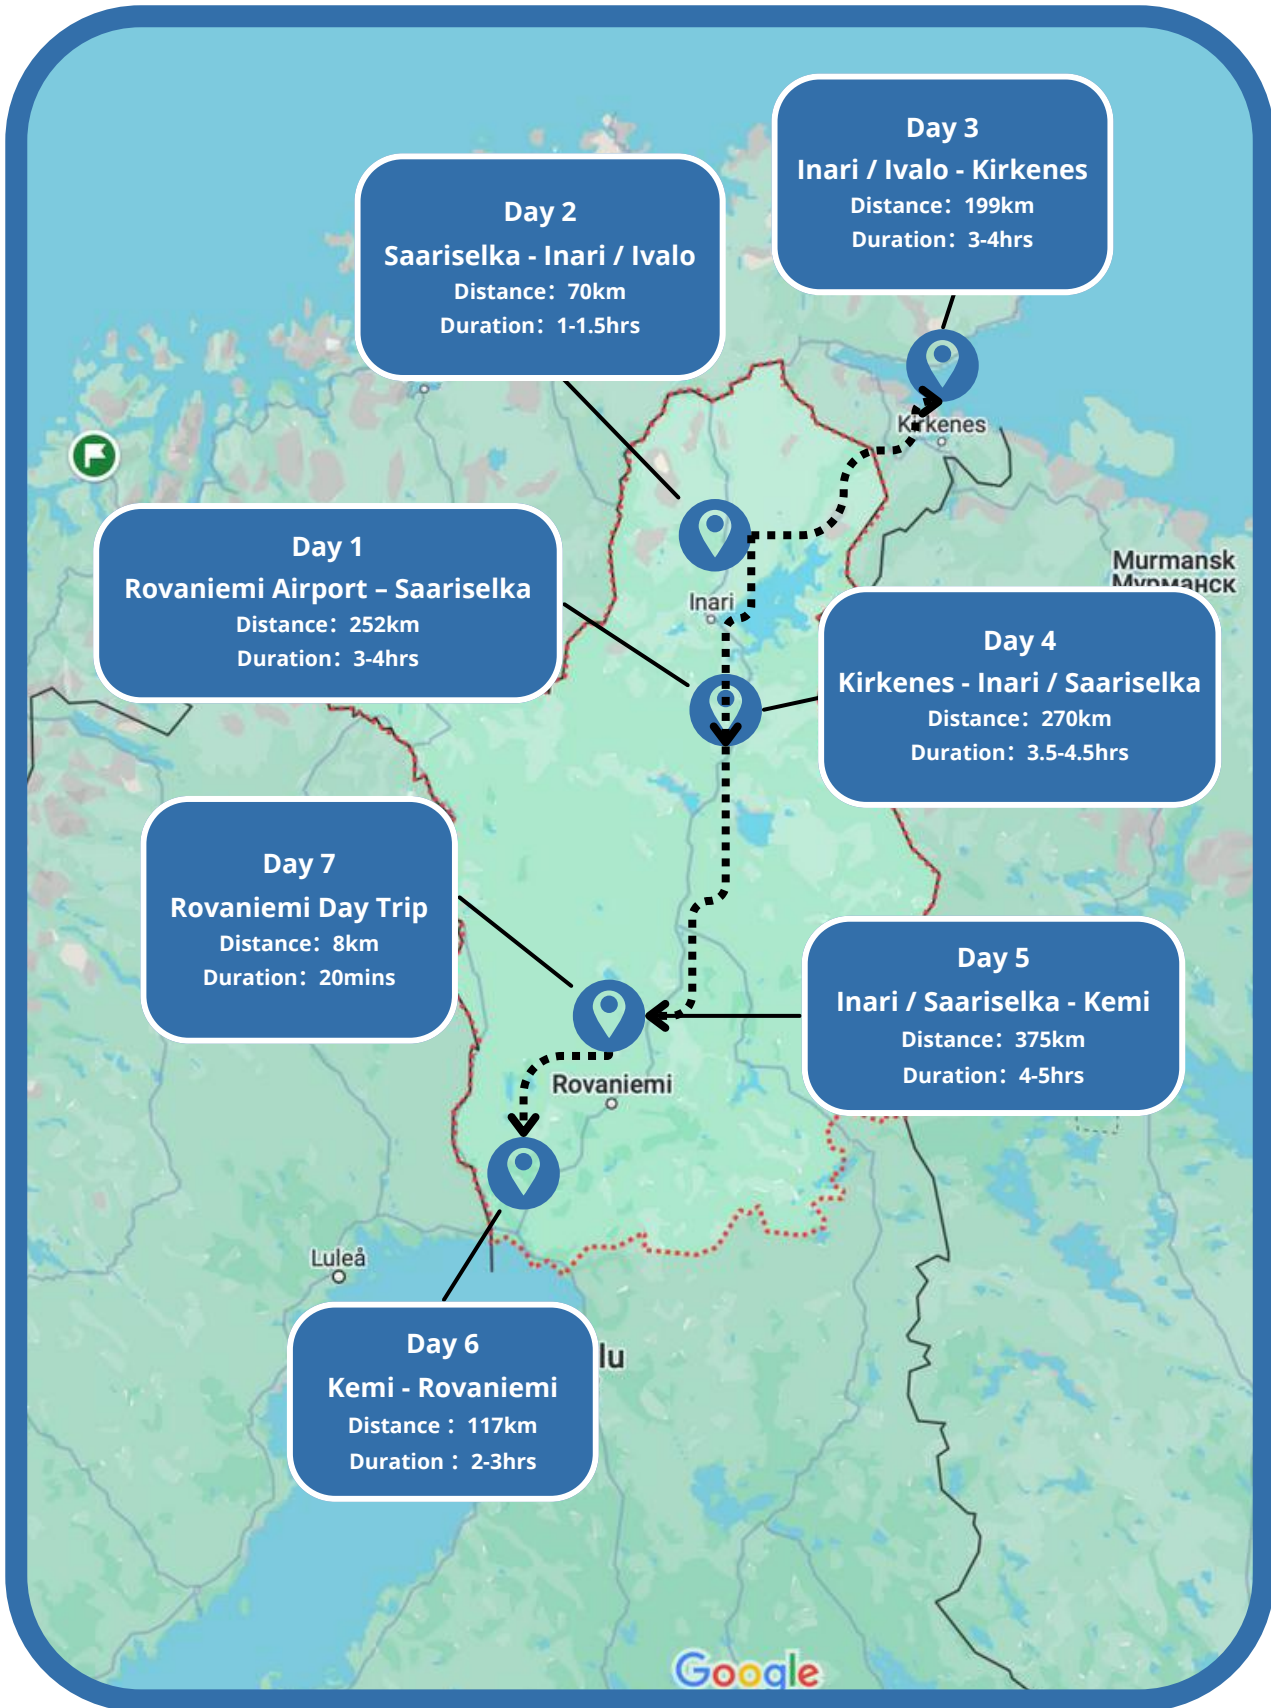 Day 3
Inari / Ivalo - Kirkenes
Distance：199km
Duration：3-4hrs
Day 2
Saariselka - Inari / Ivalo
Distance：70km
Duration：1-1.5hrs
Kirkenes
Day 1
Rovaniemi Airport – Saariselka
Distance：252km
Duration：3-4hrs
Murmansk
Мурманск
Inari
Day 4
Kirkenes - Inari / Saariselka
Distance：270km
Duration：3.5-4.5hrs
Day 7
Rovaniemi Day Trip
Distance：8km
Duration：20mins
Day 5
Inari / Saariselka - Kemi
Distance：375km
Duration：4-5hrs
Rovaniemi
Luleå
Day 6
Kemi - Rovaniemi
Distance：117km
Duration：2-3hrs
lu
Google